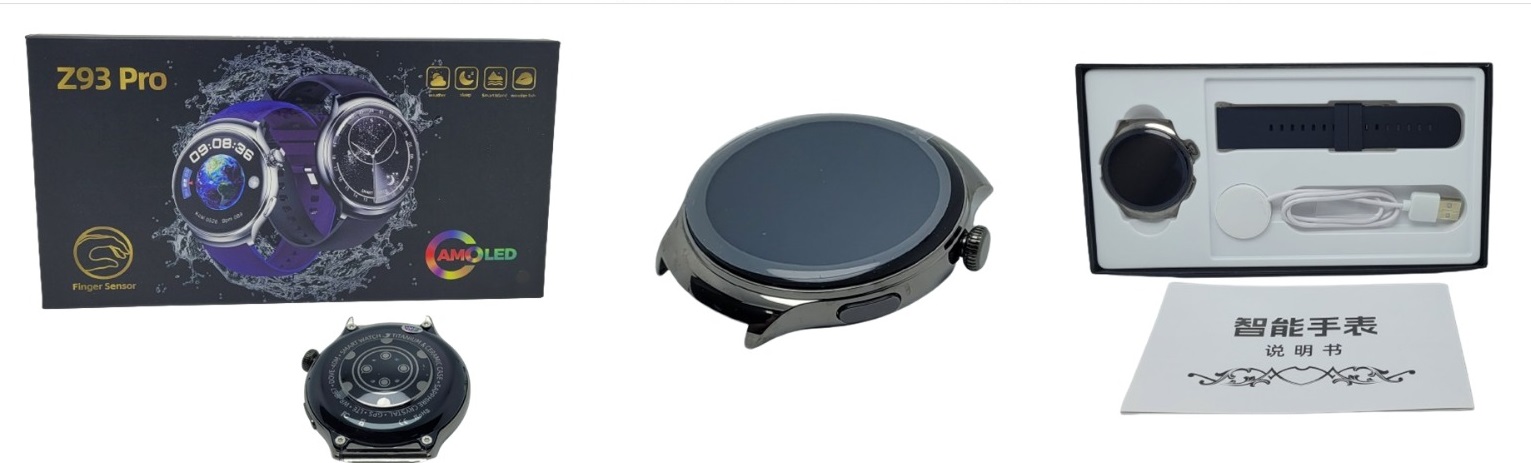 Z93 Pro
09:08:36
Finger Sensor
AMOLED
SMART WATCH
TITANIUM & CERAMIC CASE • SAPPHIRE CRYSTAL • GPS • LTE
智能手表
说明书